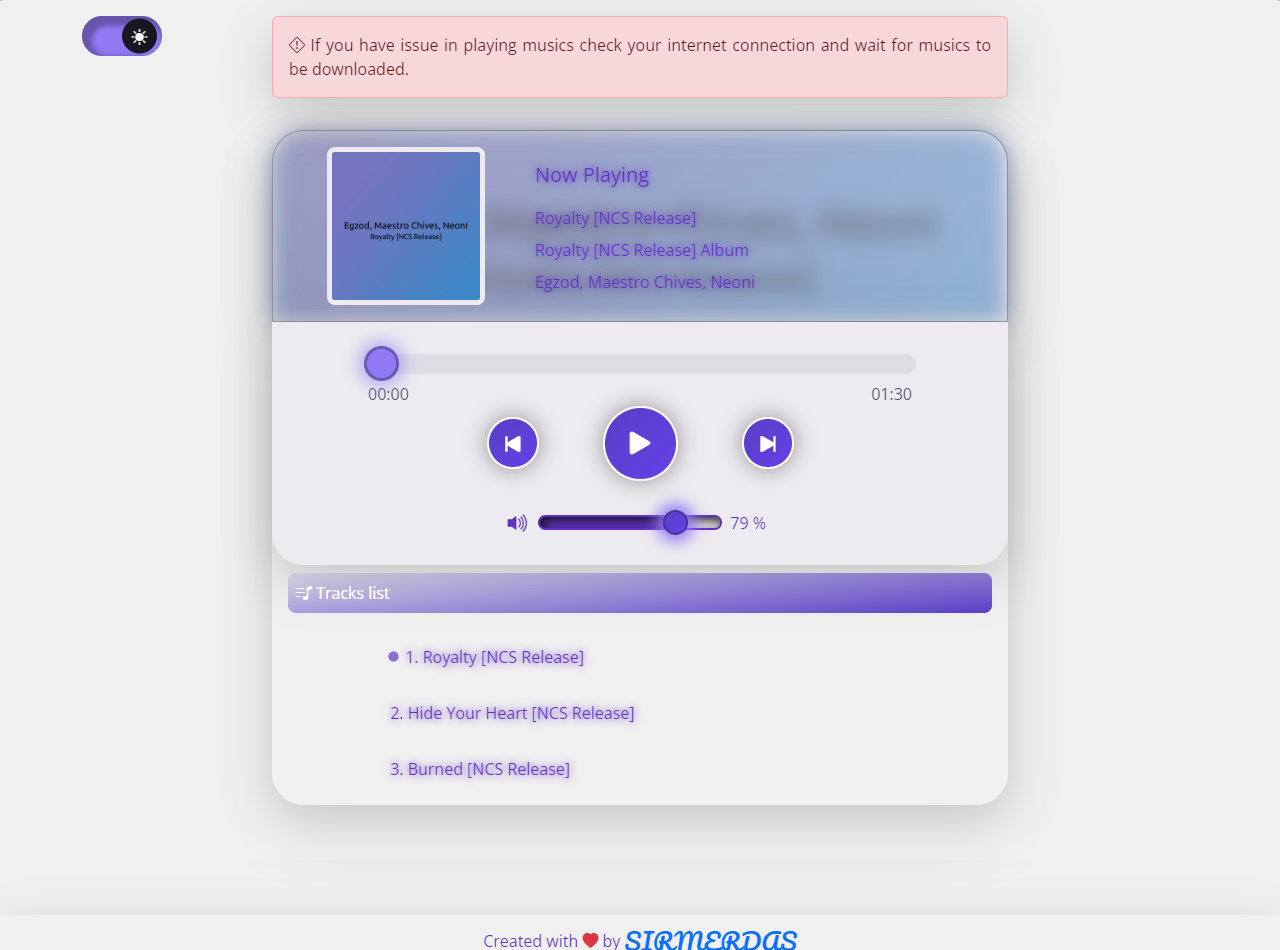 If you have issue in playing musics check your internet connection and wait for musics to
be downloaded.
Egzod, Maestro Chives, Neoni
Royalty [NCS Release]
Now Playing
Royalty [NCS Release]
Royalty [NCS Release] Album
Egzod, Maestro Chives, Neoni
00:00
01:30
79 %
Tracks list
1. Royalty [NCS Release]
2. Hide Your Heart [NCS Release]
3. Burned [NCS Release]
Created with by SIRMERDAS